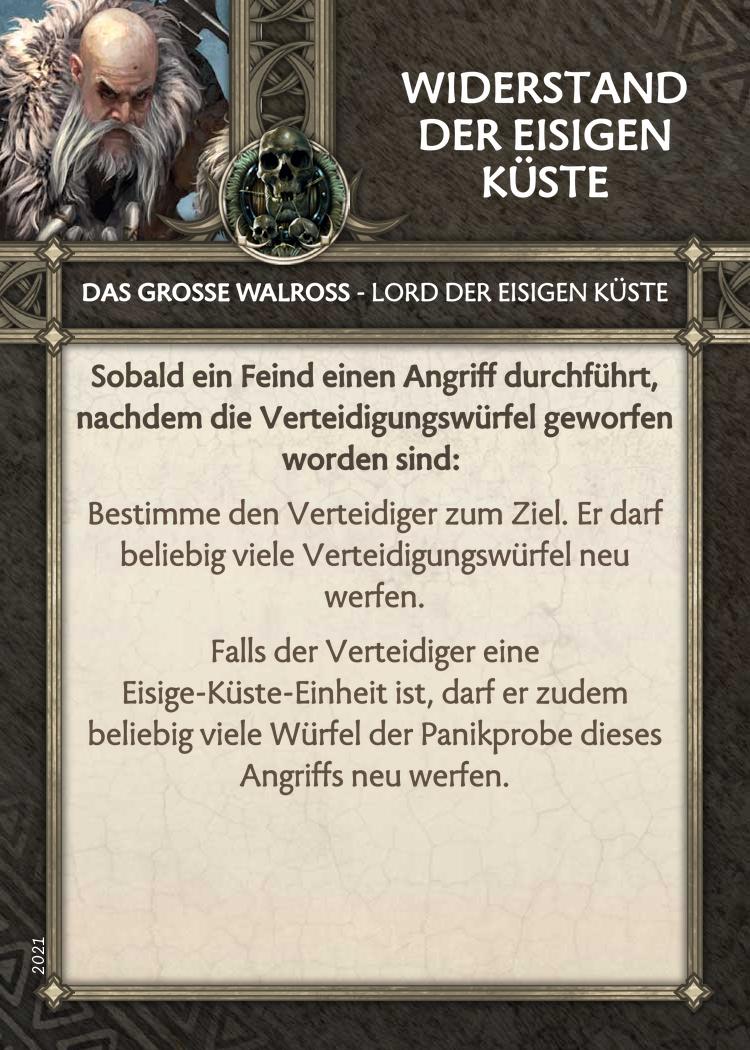 WIDERSTAND
DER EISIGEN
KÜSTE
DAS GROSSE WALROSS - LORD DER EISIGEN KÜSTE
Sobald ein Feind einen Angriff durchführt,
nachdem die Verteidigungswürfel geworfen
worden sind:
Bestimme den Verteidiger zum Ziel. Er darf
beliebig viele Verteidigungswürfel neu
werfen.
Falls der Verteidiger eine
Eisige-Küste-Einheit ist, darf er zudem
beliebig viele Würfel der Panikprobe dieses
Angriffs neu werfen.
2021